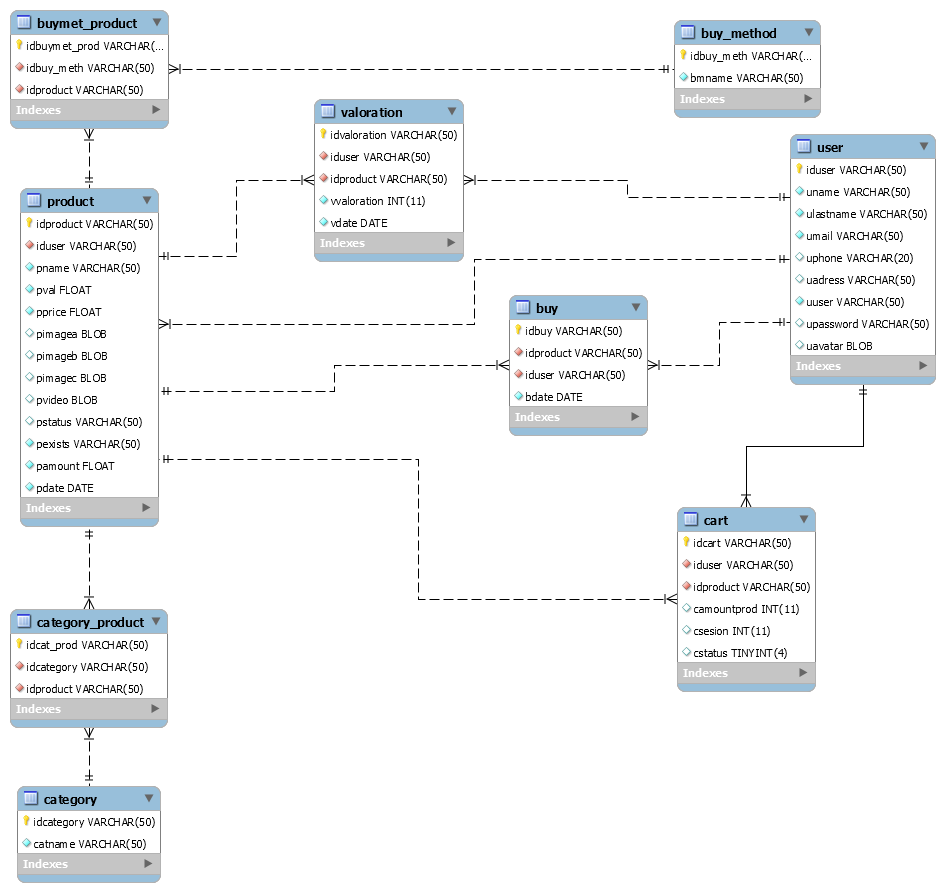 buymet_product
idbuymet_prod VARCHAR(...
idbuy_meth VARCHAR(50)
idproduct VARCHAR(50)
Indexes
buy_method
idbuy_meth VARCHAR(...
bmname VARCHAR(50)
Indexes
valoration
idvaloration VARCHAR(50)
iduser VARCHAR(50)
idproduct VARCHAR(50)
vvaloration INT(11)
vdate DATE
Indexes
user
iduser VARCHAR(50)
uname VARCHAR(50)
ulastname VARCHAR(50)
umail VARCHAR(50)
uphone VARCHAR(20)
uadress VARCHAR(50)
uuser VARCHAR(50)
upassword VARCHAR(50)
uavatar BLOB
Indexes
product
idproduct VARCHAR(50)
iduser VARCHAR(50)
pname VARCHAR(50)
pval FLOAT
pprice FLOAT
pimagea BLOB
pimageb BLOB
pimagec BLOB
pvideo BLOB
pstatus VARCHAR(50)
pexists VARCHAR(50)
pamount FLOAT
pdate DATE
Indexes
buy
idbuy VARCHAR(50)
idproduct VARCHAR(50)
iduser VARCHAR(50)
bdate DATE
Indexes
cart
idcart VARCHAR(50)
iduser VARCHAR(50)
idproduct VARCHAR(50)
camountprod INT(11)
csesion INT(11)
cstatus TINYINT(4)
Indexes
category_product
idcat_prod VARCHAR(50)
idcategory VARCHAR(50)
idproduct VARCHAR(50)
Indexes
category
idcategory VARCHAR(50)
catname VARCHAR(50)
Indexes